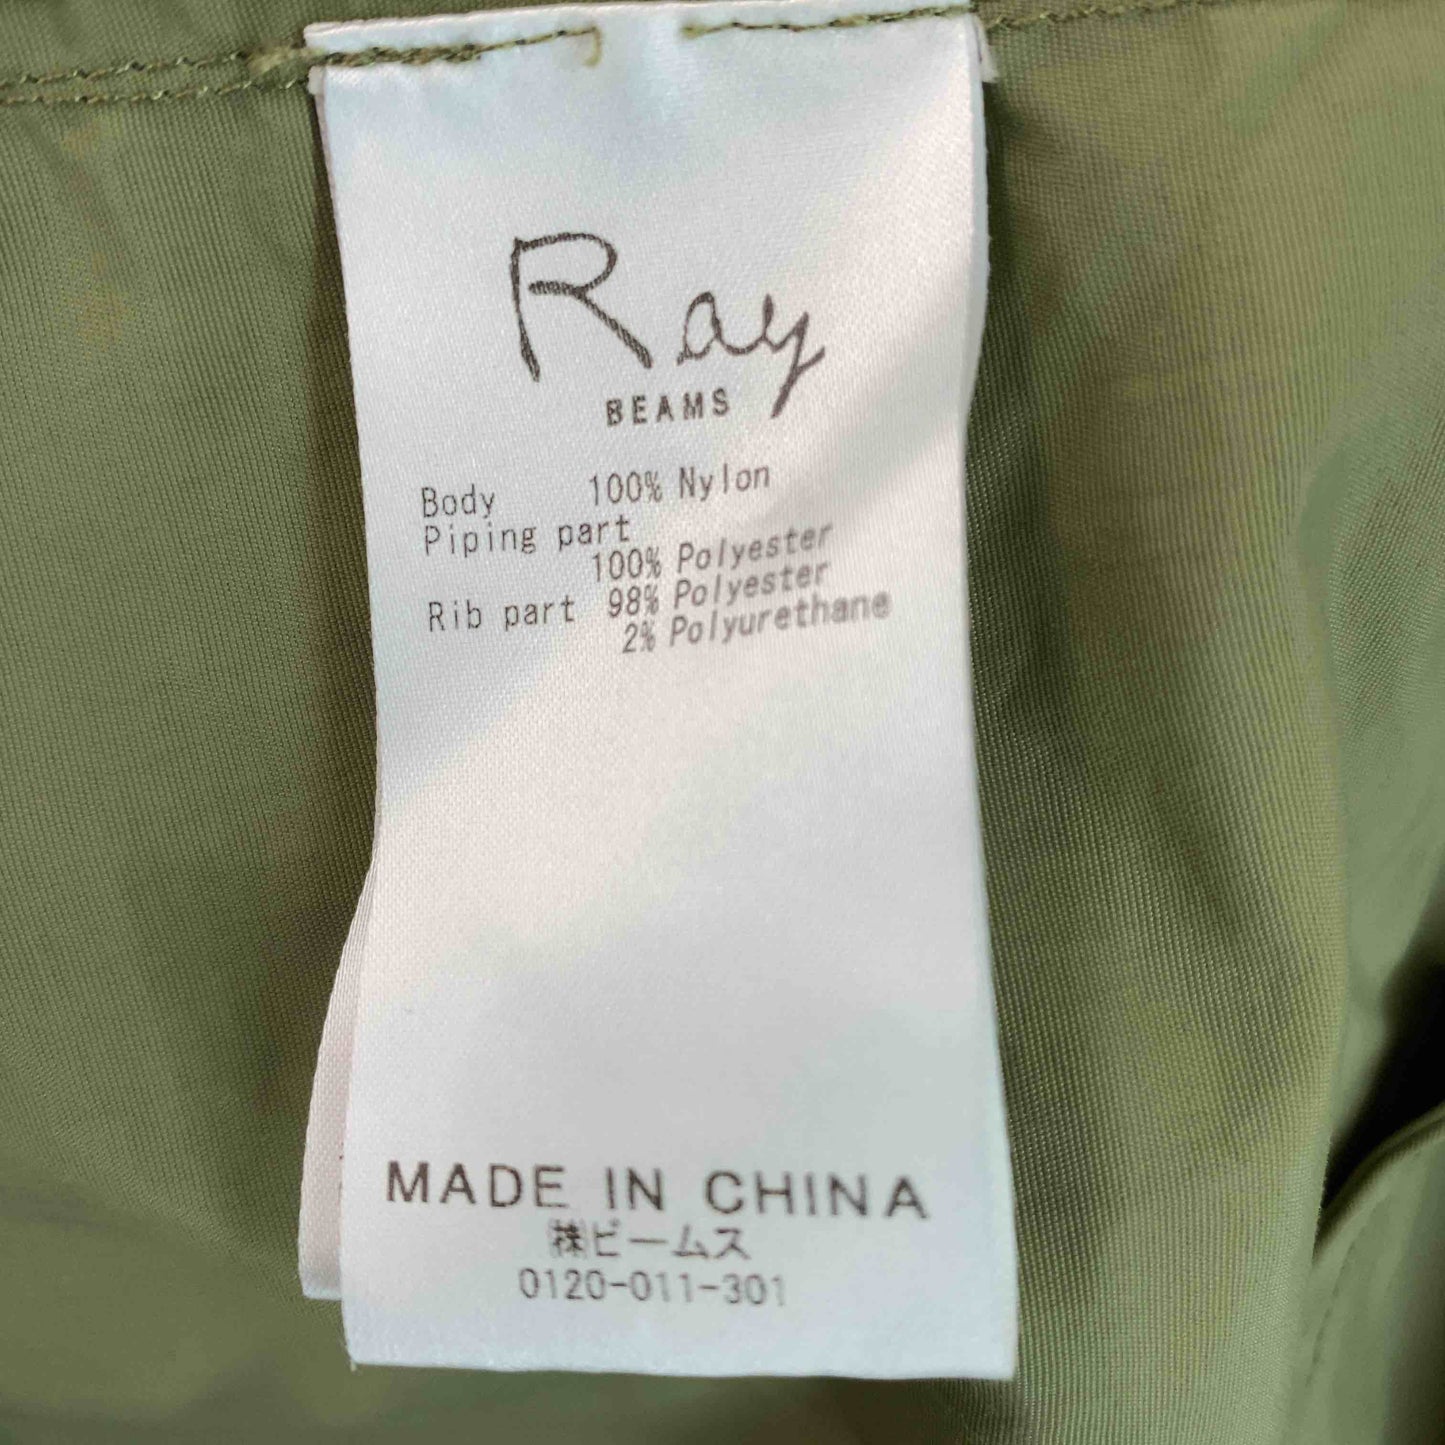 Ray
BEAMS
Body 100% Nylon
Piping part
100% Polyester
Rib part 98% Polyester
2% Polyurethane
MADE IN CHINA
㈱ビームス
0120-011-301